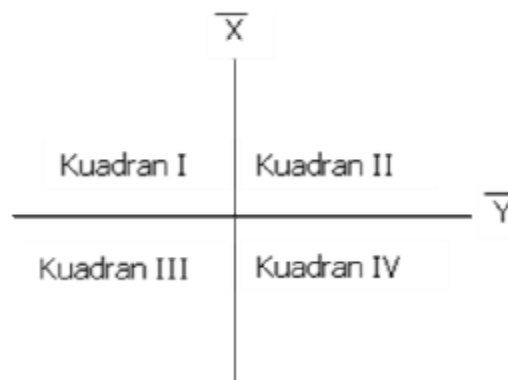 X̅
Kuadran I
Kuadran II
Y̅
Kuadran III
Kuadran IV